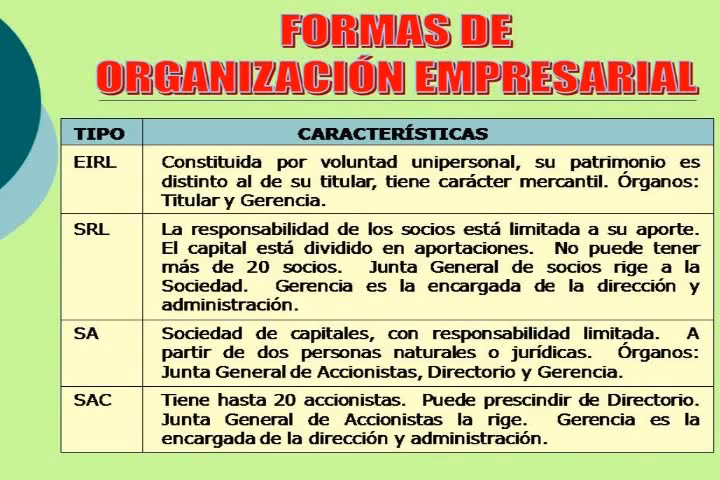 FORMAS DE
ORGANIZACIÓN EMPRESARIAL
TIPO CARACTERÍSTICAS
EIRL Constituida por voluntad unipersonal, su patrimonio es
distinto al de su titular, tiene carácter mercantil. Órganos:
Titular y Gerencia.
SRL La responsabilidad de los socios está limitada a su aporte.
El capital está dividido en aportaciones. No puede tener
más de 20 socios. Junta General de socios rige a la
Sociedad. Gerencia es la encargada de la dirección y
administración.
SA Sociedad de capitales, con responsabilidad limitada. A
partir de dos personas naturales o jurídicas. Órganos:
Junta General de Accionistas, Directorio y Gerencia.
SAC Tiene hasta 20 accionistas. Puede prescindir de Directorio.
Junta General de Accionistas la rige. Gerencia es la
encargada de la dirección y administración.